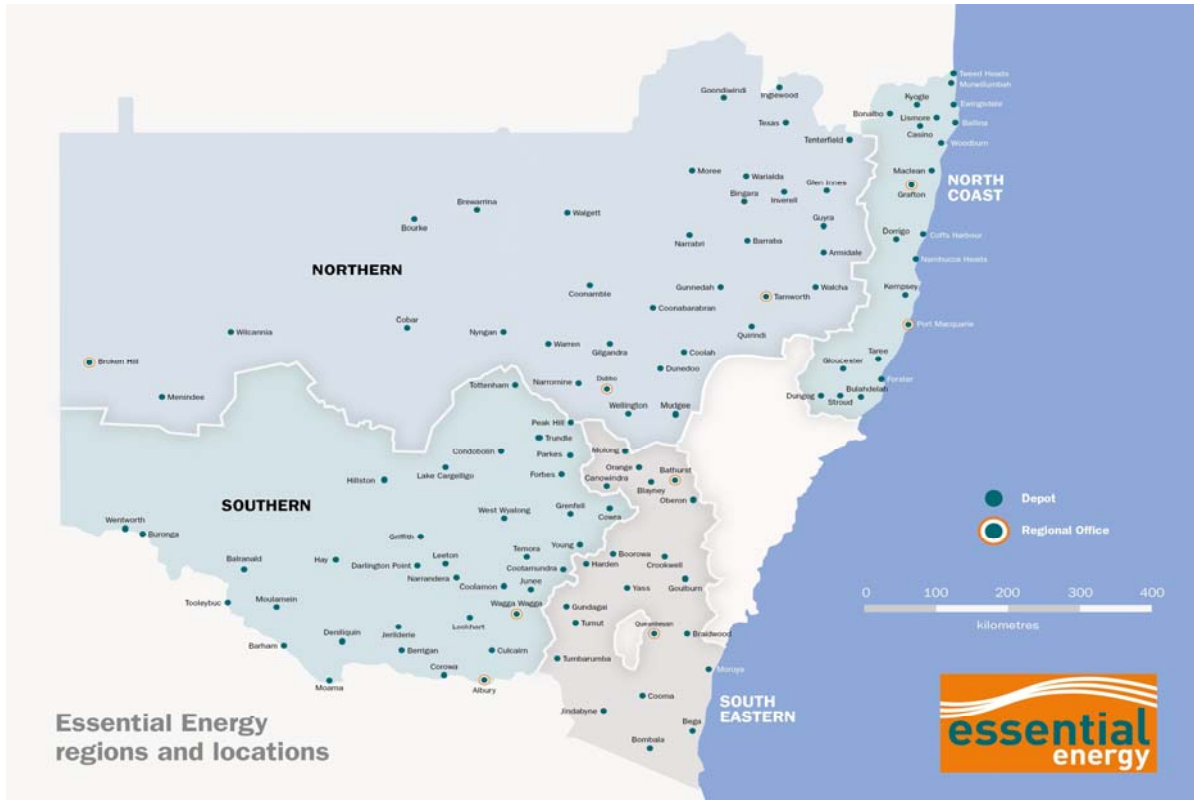 Tweed Heads
Murwillumbah
Goondiwindi
Inglewood
Kyogle
Ewingsdale
Bonalbo
Lismore
Texas
Ballina
Casino
Tenterfield
Woodburn
Moree
Warialda
Maclean
NORTH
COAST
Glen Innes
Bingara
Inverell
Grafton
Brewarrina
Walgett
Bourke
Guyra
Narrabri
Barraba
Dorrigo
Coffs Harbour
Armidale
Nambucca Heads
NORTHERN
Coonamble
Gunnedah
Walcha
Kempsey
Tamworth
Coonabarabran
Cobar
Port Macquarie
Wilcannia
Nyngan
Quirindi
Warren
Gilgandra
Coolah
Taree
Broken Hill
Gloucester
Dunedoo
Tottenham
Narromine
Dubbo
Forster
Bulahdelah
Menindee
Dungog
Stroud
Wellington
Mudgee
Peak Hill
Trundle
Condobolin
Molong
Parkes
Lake Cargelligo
Orange
Bathurst
Hillston
Forbes
Canowindra
Blayney
Oberon
Depot
SOUTHERN
Grenfell
West Wyalong
Cowra
Wentworth
Regional Office
Buronga
Griffith
Young
Leeton
Temora
Boorowa
Balranald
Hay
Darlington Point
Cootamundra
Harden
Crookwell
Narrandera
Coolamon
Junee
Yass
Goulburn
0 100 200 300 400
kilometres
Tooleybuc
Moulamein
Wagga Wagga
Gundagai
Lockhart
Tumut
Queanbeyan
Deniliquin
Jerilderie
Braidwood
Barham
Berrigan
Culcairn
Tumbarumba
Moruya
Corowa
Moama
Albury
Cooma
SOUTH
EASTERN
Jindabyne
Bega
Bombala
Essential Energy
regions and locations
essential
energy